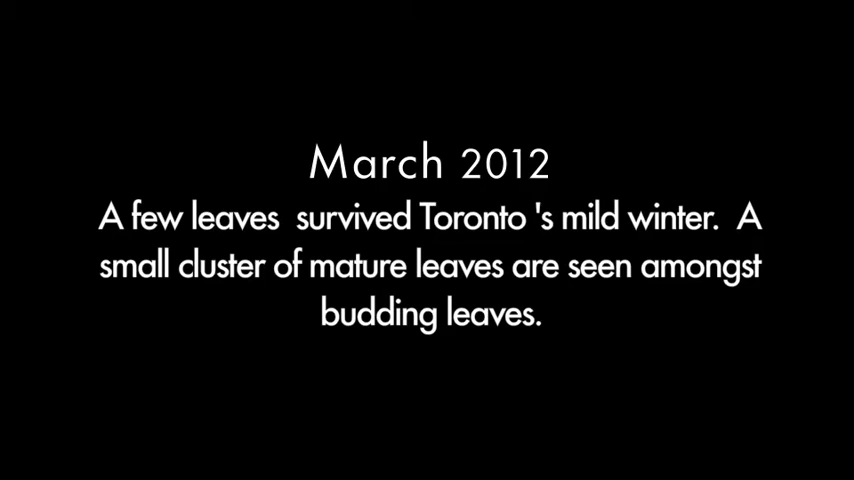 March 2012
A few leaves  survived Toronto 's mild winter.  A
small cluster of mature leaves are seen amongst
budding leaves.